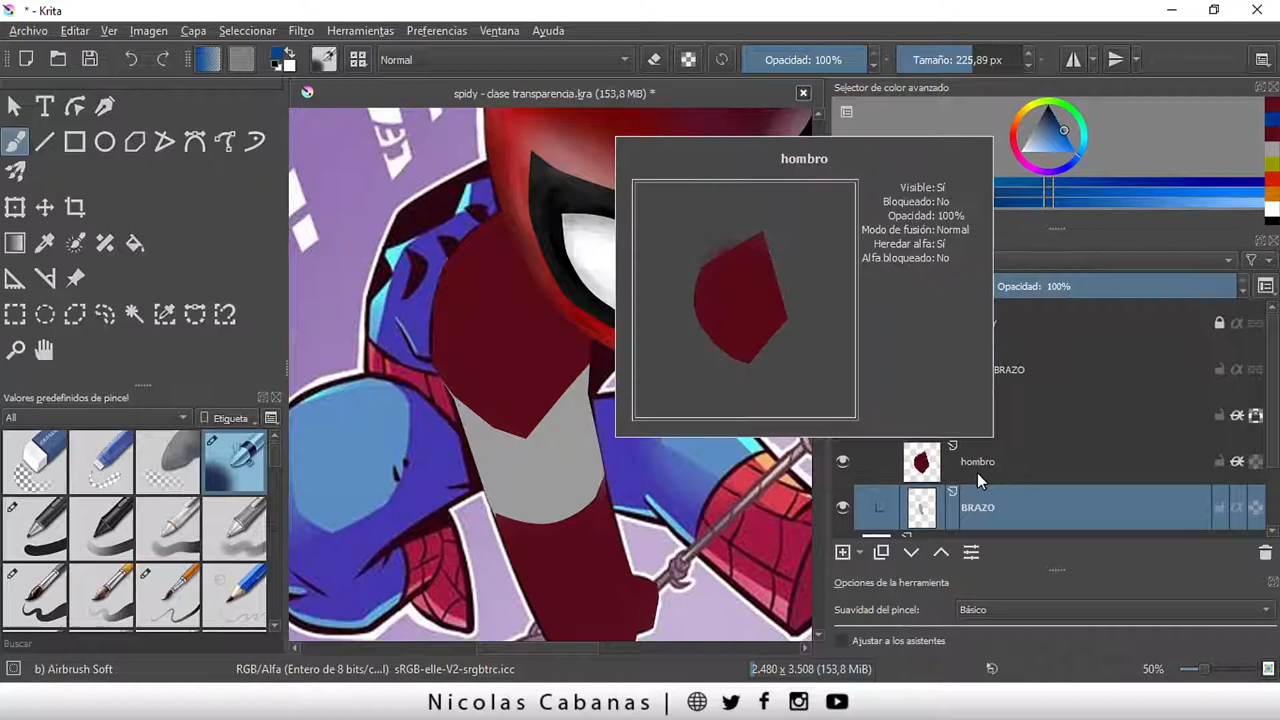 * - Krita
Archivo Editar Ver Imagen Capa Seleccionar Filtro Herramientas Preferencias Ventana Ayuda
Normal
Opacidad: 100%
Tamaño: 225,89 px
spidy - clase transparencia.kra (153,8 MiB) *
Selector de color avanzado
hombro
Visible: Sí
Bloqueado: No
Opacidad: 100%
Modo de fusión: Normal
Heredar alfa: Sí
Alfa bloqueado: No
Opacidad: 100%
BRAZO
hombro
BRAZO
Valores predefinidos de pincel
All
Etiqueta
Buscar
Opciones de la herramienta
Suavidad del pincel: Básico
Ajustar a los asistentes
b) Airbrush Soft
RGB/Alfa (Entero de 8 bits/c...l) sRGB-elle-V2-srgbtrc.icc
2.480 x 3.508 (153,8 MiB)
50%
Nicolas Cabanas |